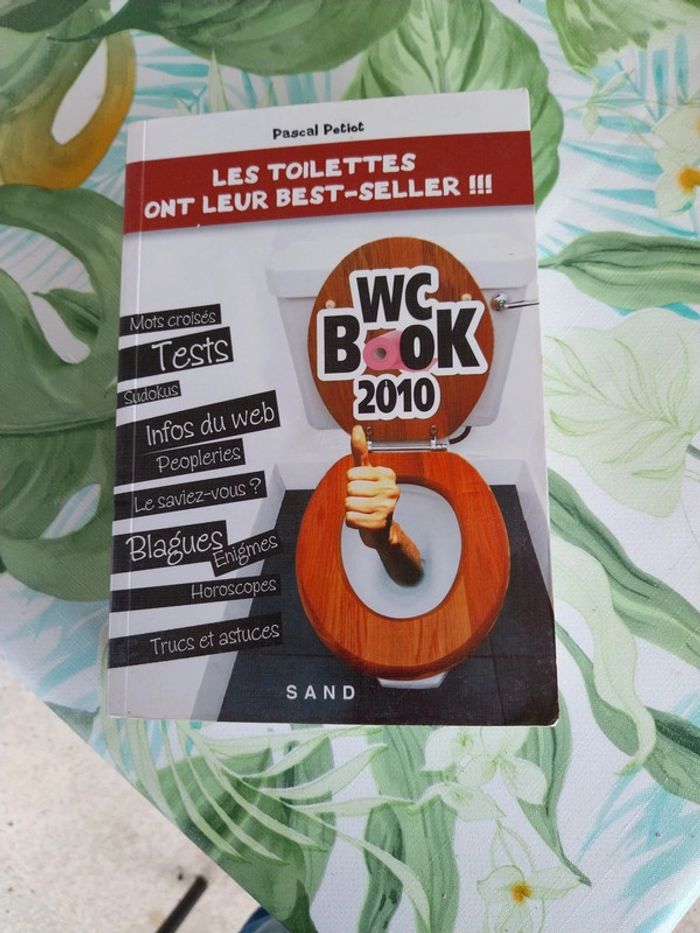 Pascal Petiot
LES TOILETTES
ONT LEUR BEST-SELLER !!!
WC
BOOK
2010
Mots croisés
Tests
Sudokus
Infos du web
Peopleries
Le saviez-vous ?
Blagues
Enigmes
Horoscopes
Trucs et astuces
SAND